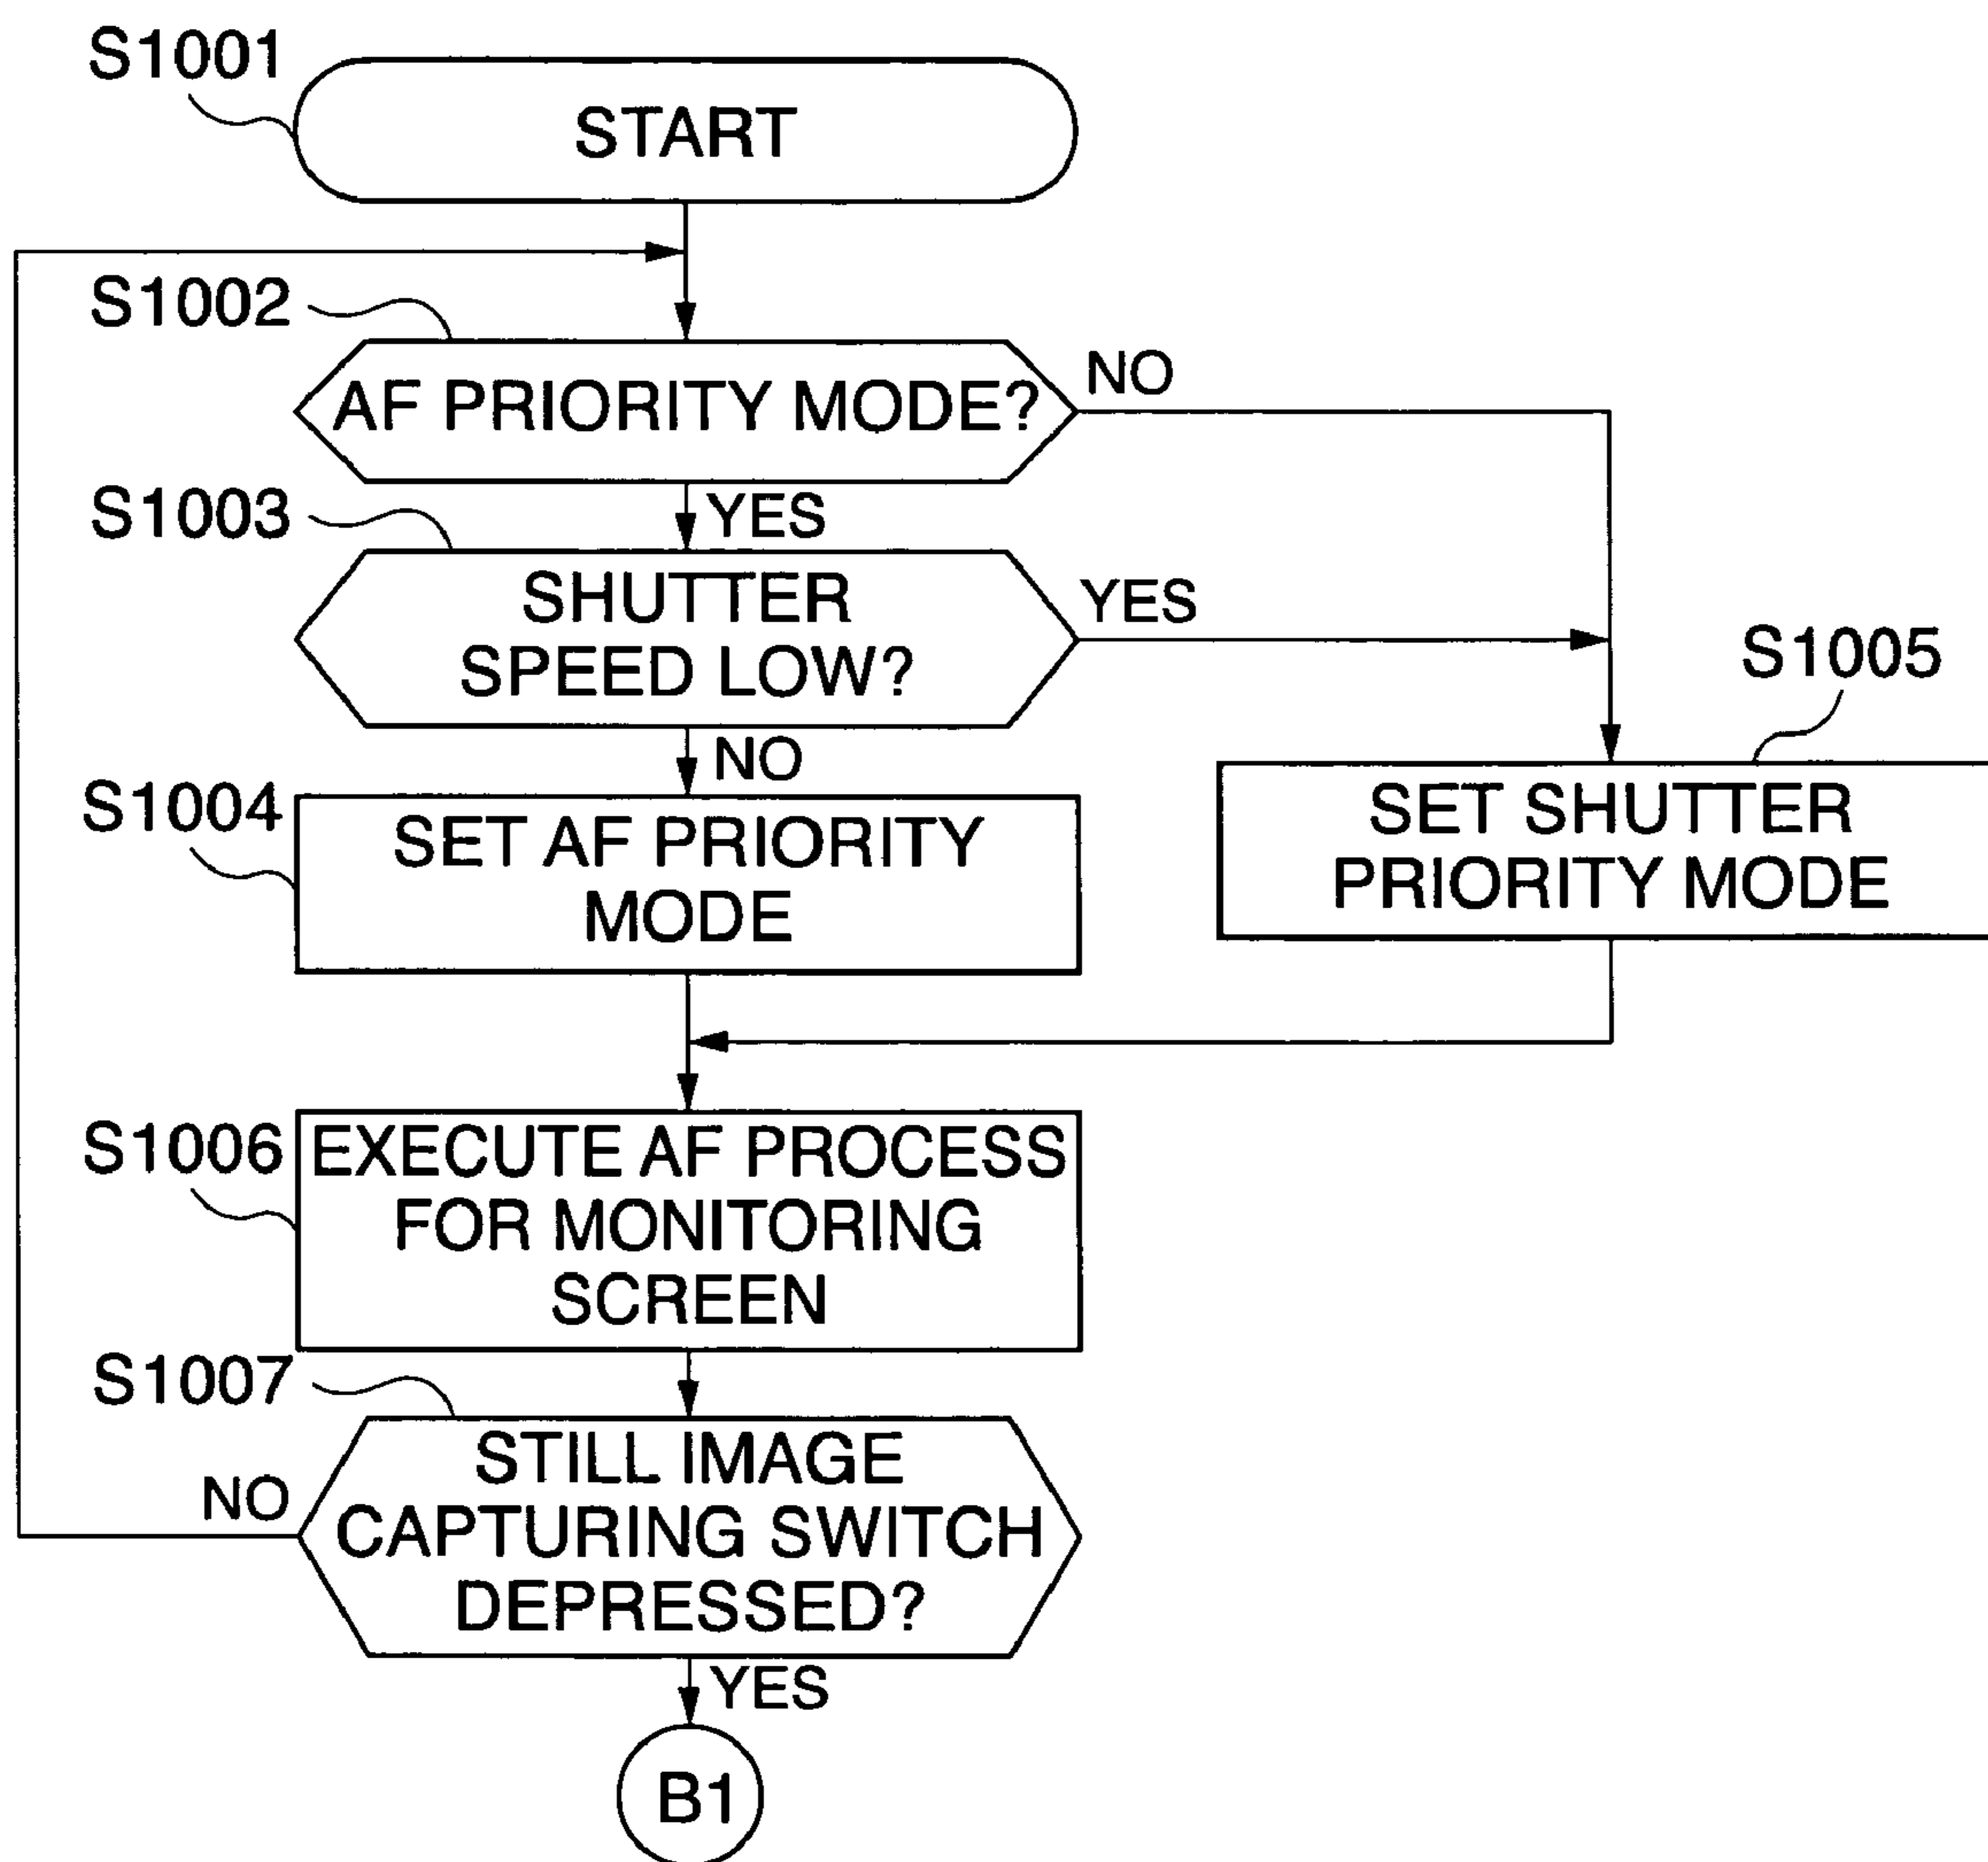 S1001
START
S1002
AF PRIORITY MODE?
NO
YES
S1003
SHUTTER
SPEED LOW?
YES
NO
S1004
SET AF PRIORITY
MODE
S1005
SET SHUTTER
PRIORITY MODE
S1006
EXECUTE AF PROCESS
FOR MONITORING
SCREEN
S1007
STILL IMAGE
CAPTURING SWITCH
DEPRESSED?
NO
YES
B1